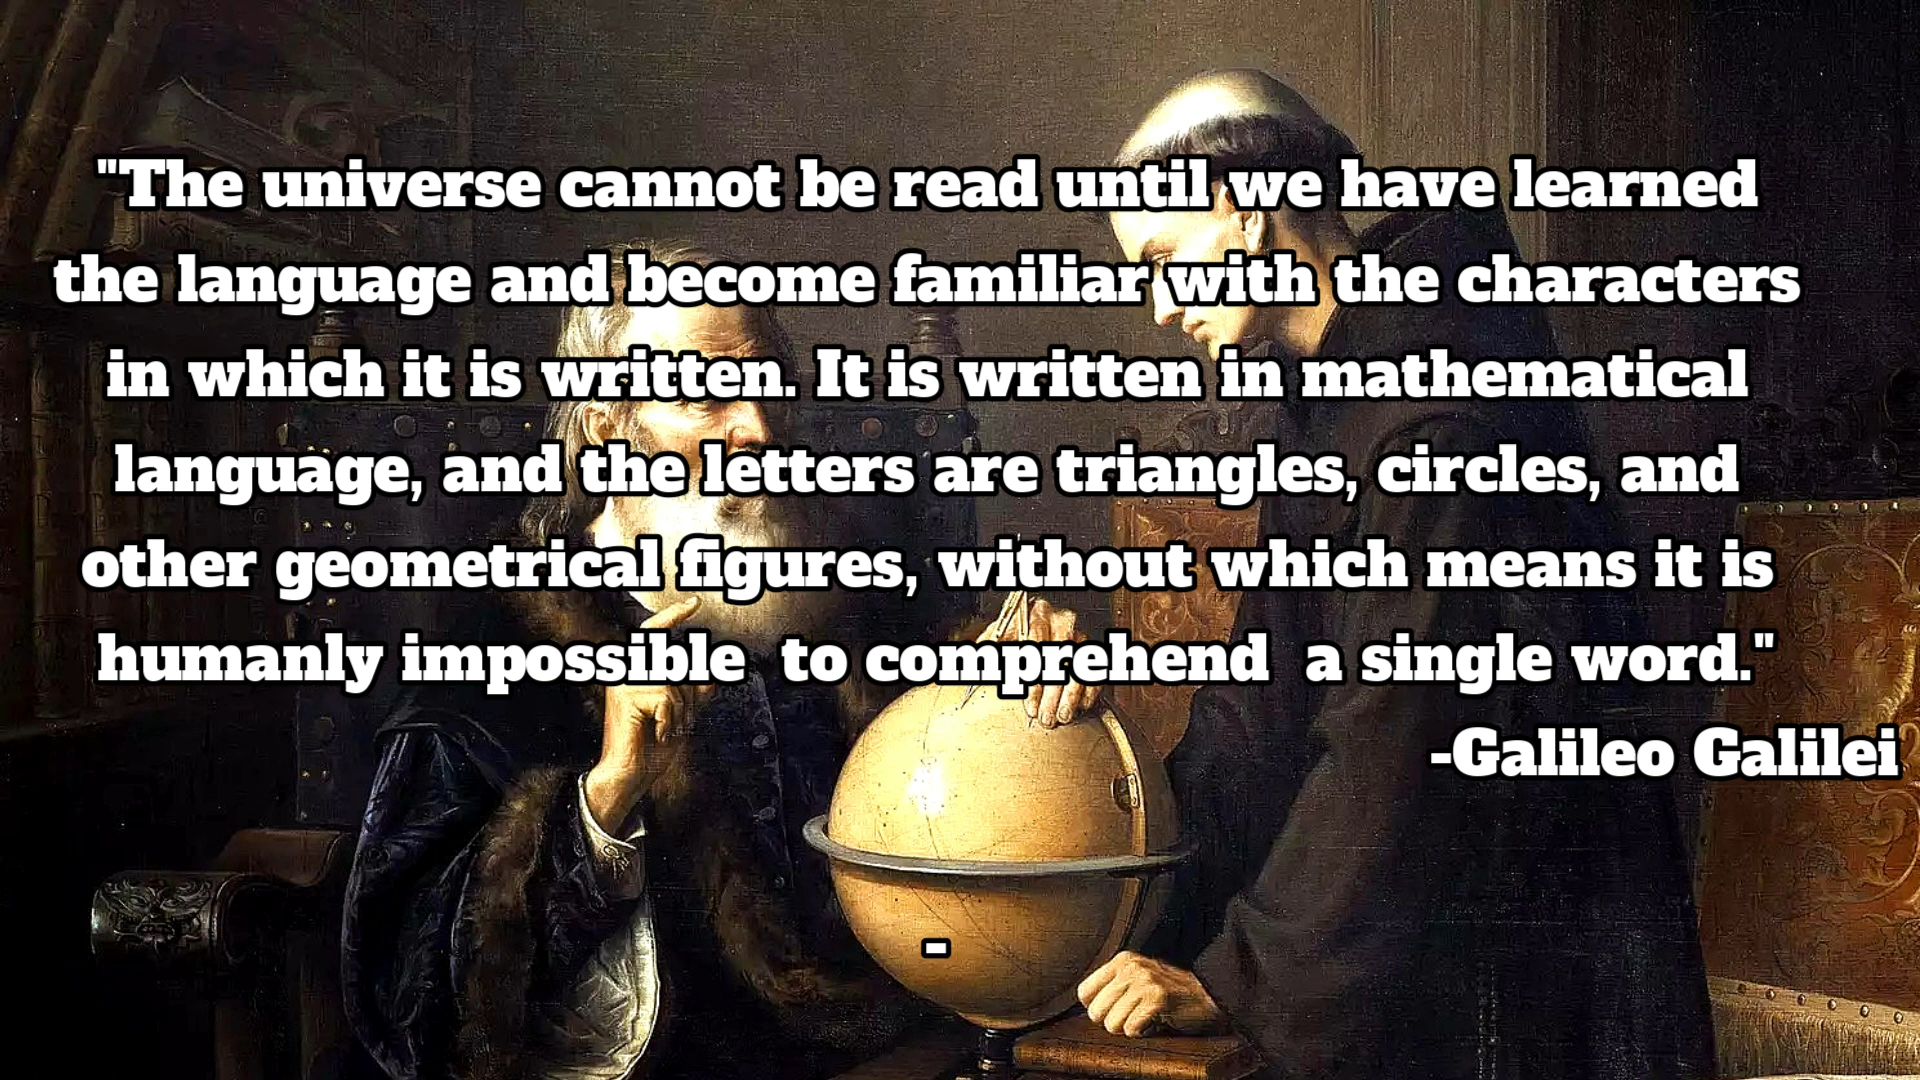 "The universe cannot be read until we have learned
the language and become familiar with the characters
in which it is written. It is written in mathematical
language, and the letters are triangles, circles, and
other geometrical figures, without which means it is
humanly impossible  to comprehend  a single word."
-Galileo Galilei
-